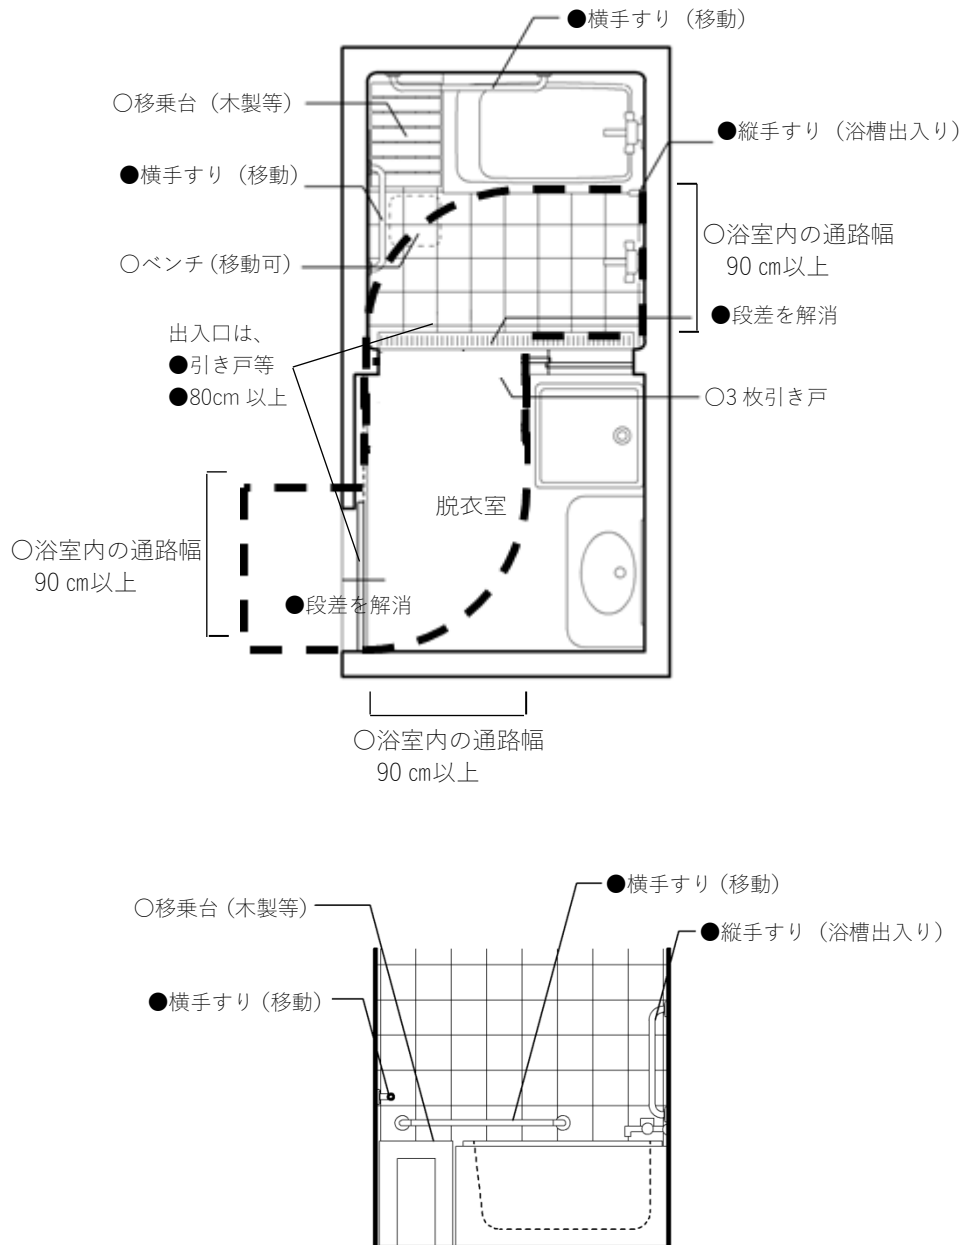 ●横手すり（移動）
○移乗台（木製等）
●縦手すり（浴槽出入り）
●横手すり（移動）
○浴室内の通路幅
90 ㎝以上
○ベンチ（移動可）
●段差を解消
出入口は、
●引き戸等
●80cm 以上
○3 枚引き戸
脱衣室
○浴室内の通路幅
90 ㎝以上
●段差を解消
○浴室内の通路幅
90 ㎝以上
●横手すり（移動）
○移乗台（木製等）
●縦手すり（浴槽出入り）
●横手すり（移動）